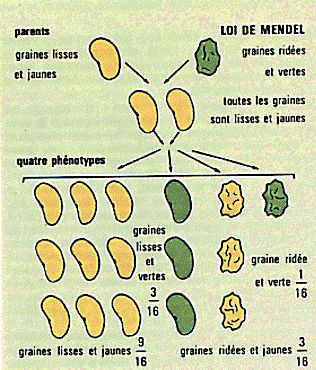 parents
LOI DE MENDEL
graines lisses
et jaunes
graines ridées
et vertes
toutes les graines
sont lisses et jaunes
quatre phénotypes
graines
lisses
et
vertes
3
16
graine ridée
et verte 1
16
graines lisses et jaunes 9
16
graines ridées et jaunes 3
16